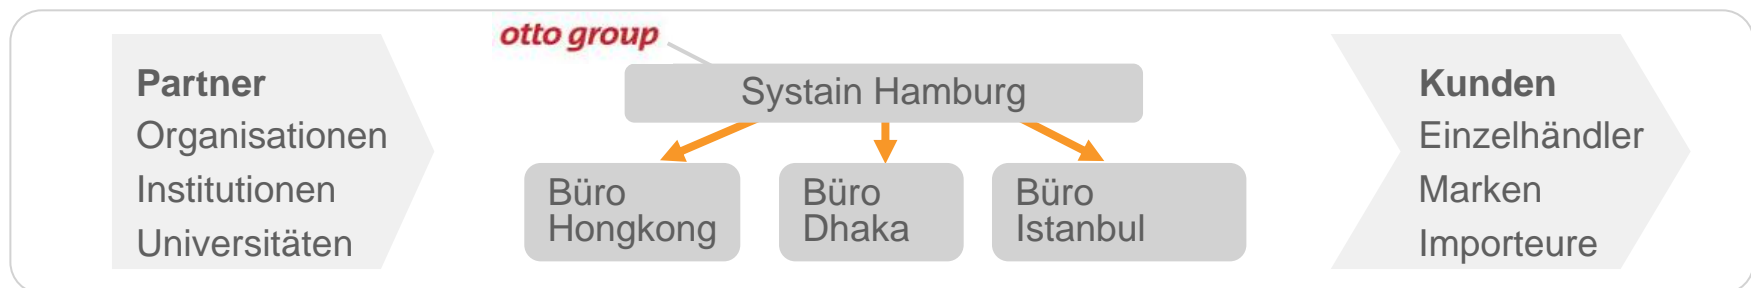 Partner
Organisationen
Institutionen
Universitäten
otto group
Systain Hamburg
Büro
Hongkong
Büro
Dhaka
Büro
Istanbul
Kunden
Einzelhändler
Marken
Importeure